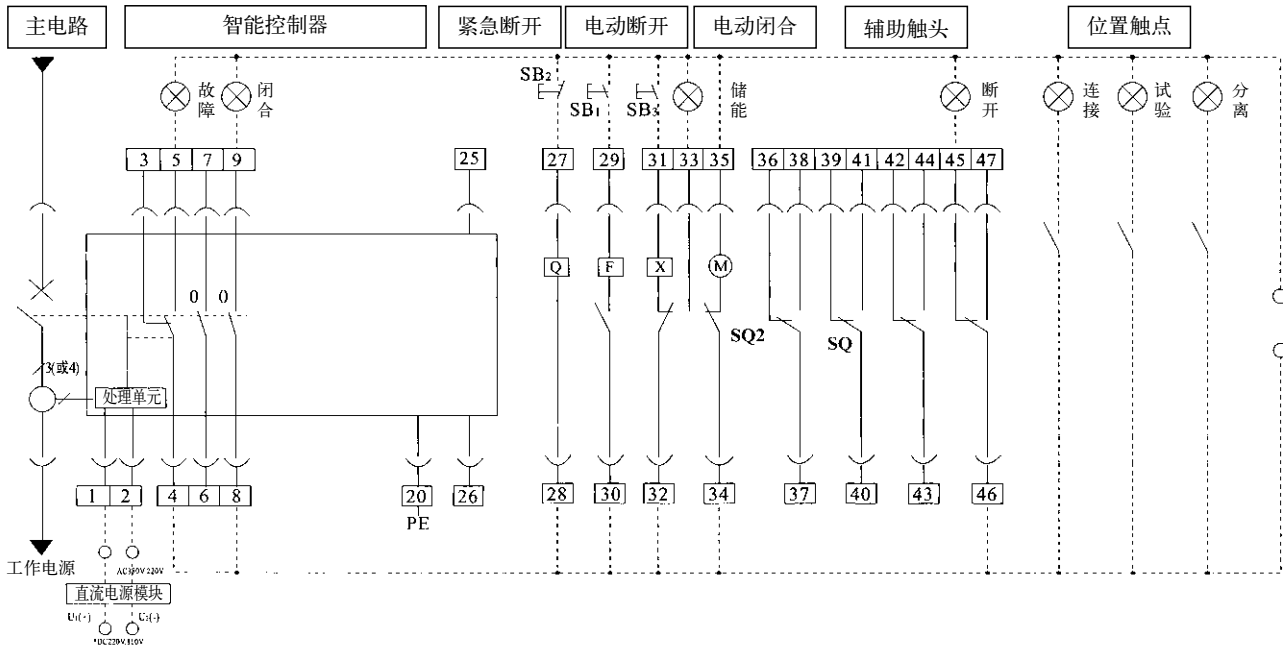 主电路 智能控制器 紧急断开 电动断开 电动闭合 辅助触头 位置触点
SB₂
SB₁
SB₃
故障
闭合
储能
断开
连接
试验
分离
3 5 7 9 25 27 29 31 33 35 36 38 39 41 42 44 45 47
Q F X M
0 0
SQ2 SQ
3(或4)
处理单元
1 2 4 6 8 20 26 28 30 32 34 37 40 43 46
PE
工作电源
直流电源模块
U₁(+) U₂(-)